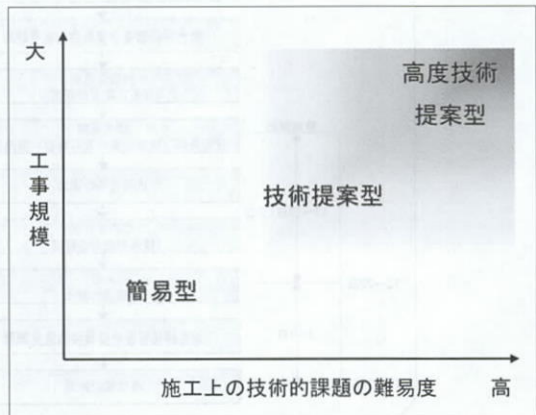 大
工事規模
高度技術
提案型
技術提案型
簡易型
施工上の技術的課題の難易度
高